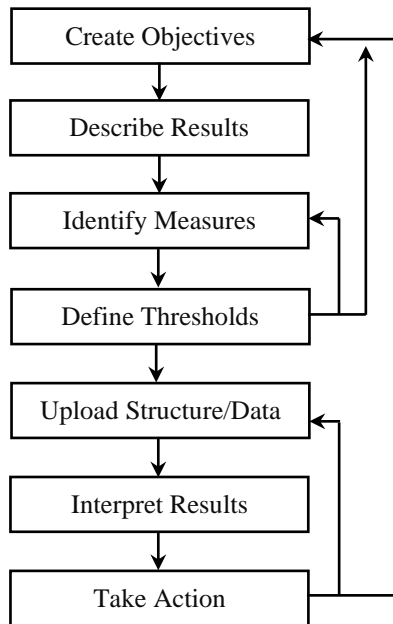 Create Objectives
Describe Results
Identify Measures
Define Thresholds
Upload Structure/Data
Interpret Results
Take Action